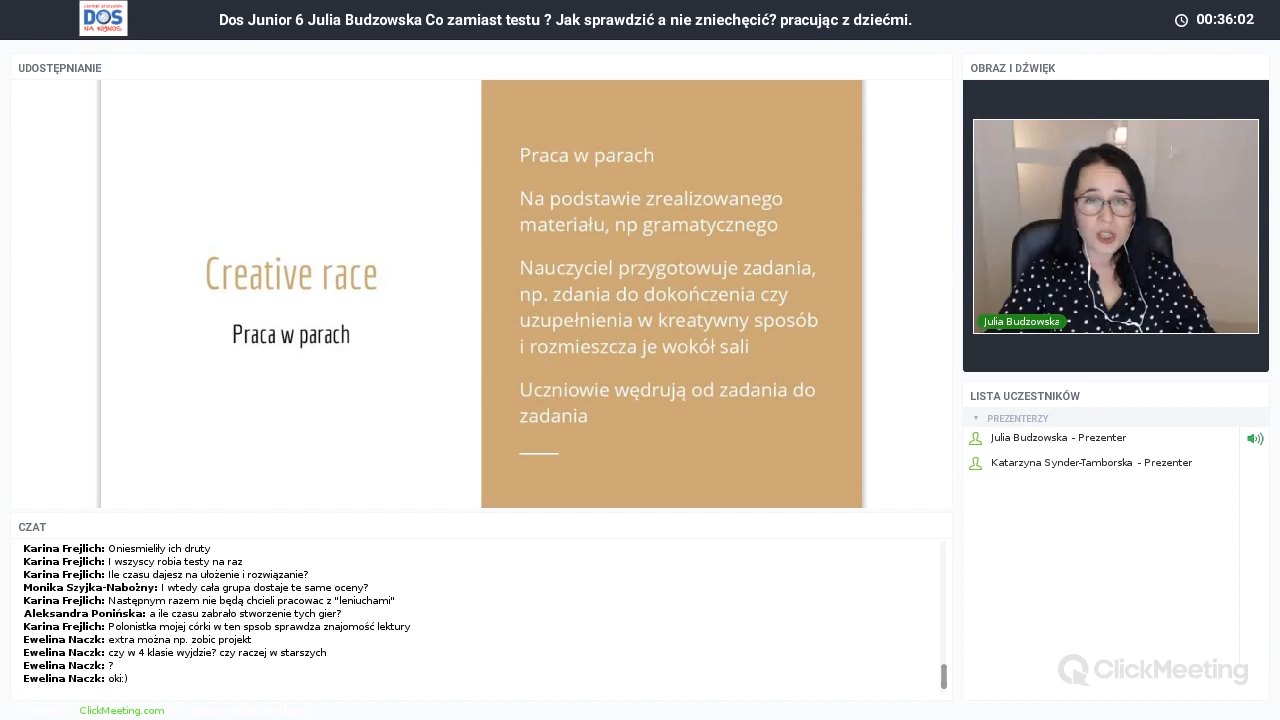 DOS
NA WYNOS
Dos Junior 6 Julia Budzowska Co zamiast testu ? Jak sprawdzić a nie zniechęcić? pracując z dziećmi.
00:36:02
UDOSTĘPNIANIE
Creative race
Praca w parach
Praca w parach
Na podstawie zrealizowanego
materiału, np gramatycznego
Nauczyciel przygotowuje zadania,
np. zdania do dokończenia czy
uzupełnienia w kreatywny sposób
i rozmieszcza je wokół sali
Uczniowie wędrują od zadania do
zadania
OBRAZ I DŹWIĘK
Julia Budzowska
LISTA UCZESTNIKÓW
PREZENTERZY
Julia Budzowska - Prezenter
Katarzyna Synder-Tamborska - Prezenter
CZAT
Karina Frejlich: Oniesmieliły ich druty
Karina Frejlich: I wszyscy robia testy na raz
Karina Frejlich: Ile czasu dajesz na ułożenie i rozwiązanie?
Monika Szyjka-Nabożny: I wtedy cała grupa dostaje te same oceny?
Karina Frejlich: Następnym razem nie będą chcieli pracowac z "leniuchami"
Aleksandra Ponińska: a ile czasu zabrało stworzenie tych gier?
Karina Frejlich: Polonistka mojej córki w ten spsob sprawdza znajomość lektury
Ewelina Naczk: extra można np. zobic projekt
Ewelina Naczk: czy w 4 klasie wyjdzie? czy raczej w starszych
Ewelina Naczk: ?
Ewelina Naczk: oki:)
ClickMeeting
ClickMeeting.com